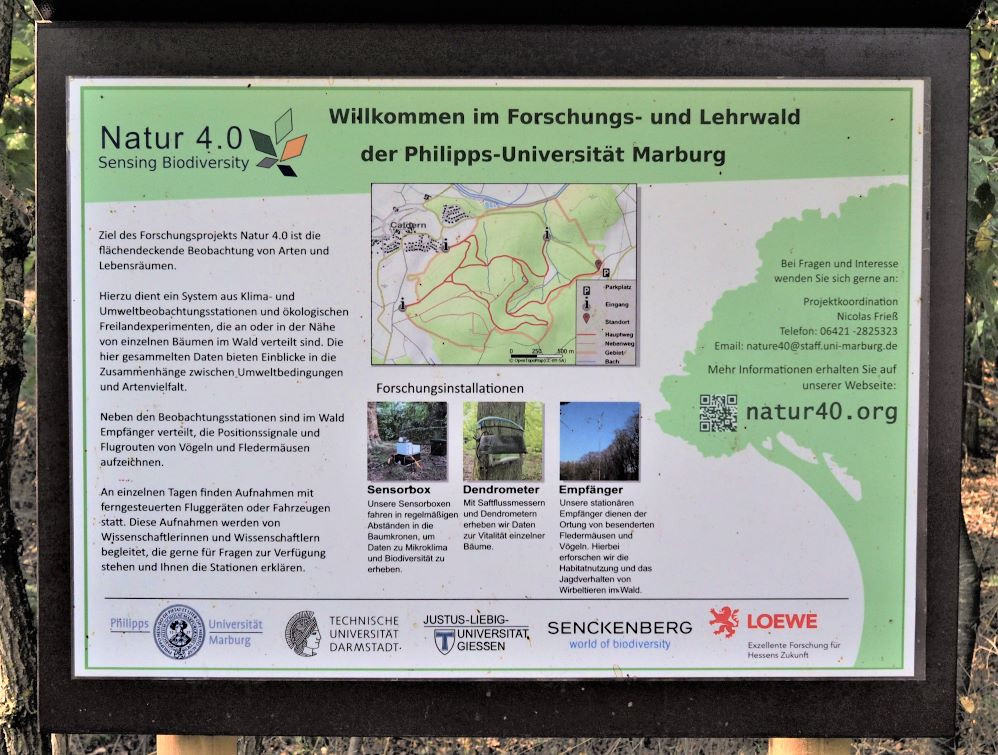 Natur 4.0
Sensing Biodiversity
Willkommen im Forschungs- und Lehrwald
der Philipps-Universität Marburg
Ziel des Forschungsprojekts Natur 4.0 ist die
flächendeckende Beobachtung von Arten und
Lebensräumen.
Hierzu dient ein System aus Klima- und
Umweltbeobachtungsstationen und ökologischen
Freilandexperimenten, die an oder in der Nähe
von einzelnen Bäumen im Wald verteilt sind. Die
hier gesammelten Daten bieten Einblicke in die
Zusammenhänge zwischen Umweltbedingungen
und Artenvielfalt.
Neben den Beobachtungsstationen sind im Wald
Empfänger verteilt, die Positionssignale und
Flugrouten von Vögeln und Fledermäusen
aufzeichnen.
An einzelnen Tagen finden Aufnahmen mit
ferngesteuerten Fluggeräten oder Fahrzeugen
statt. Diese Aufnahmen werden von
Wissenschaftlerinnen und Wissenschaftlern
begleitet, die gerne für Fragen zur Verfügung
stehen und Ihnen die Stationen erklären.
Caldern
P
P
Parkplatz
Eingang
Standort
Hauptweg
Nebenweg
Gebiet
Bach
0 250 500 m
© OpenTopoMap (CC-BY-SA)
Forschungsinstallationen
Sensorbox
Unsere Sensorboxen
fahren in regelmäßigen
Abständen in die
Baumkronen, um
Daten zu Mikroklima
und Biodiversität zu
erheben.
Dendrometer
Mit Saftflussmessern
und Dendrometern
erheben wir Daten
zur Vitalität einzelner
Bäume.
Empfänger
Unsere stationären
Empfänger dienen der
Ortung von besenderten
Fledermäusen und
Vögeln. Hierbei
erforschen wir die
Habitatnutzung und das
Jagdverhalten von
Wirbeltieren im Wald.
Bei Fragen und Interesse
wenden Sie sich gerne an:
Projektkoordination
Nicolas Frieß
Telefon: 06421 -2825323
Email: nature40@staff.uni-marburg.de
Mehr Informationen erhalten Sie auf
unserer Webseite:
natur40.org
Philipps
Universität
Marburg
TECHNISCHE
UNIVERSITÄT
DARMSTADT
JUSTUS-LIEBIG-
UNIVERSITÄT
GIESSEN
SENCKENBERG
world of biodiversity
LOEWE
Exzellente Forschung für
Hessens Zukunft